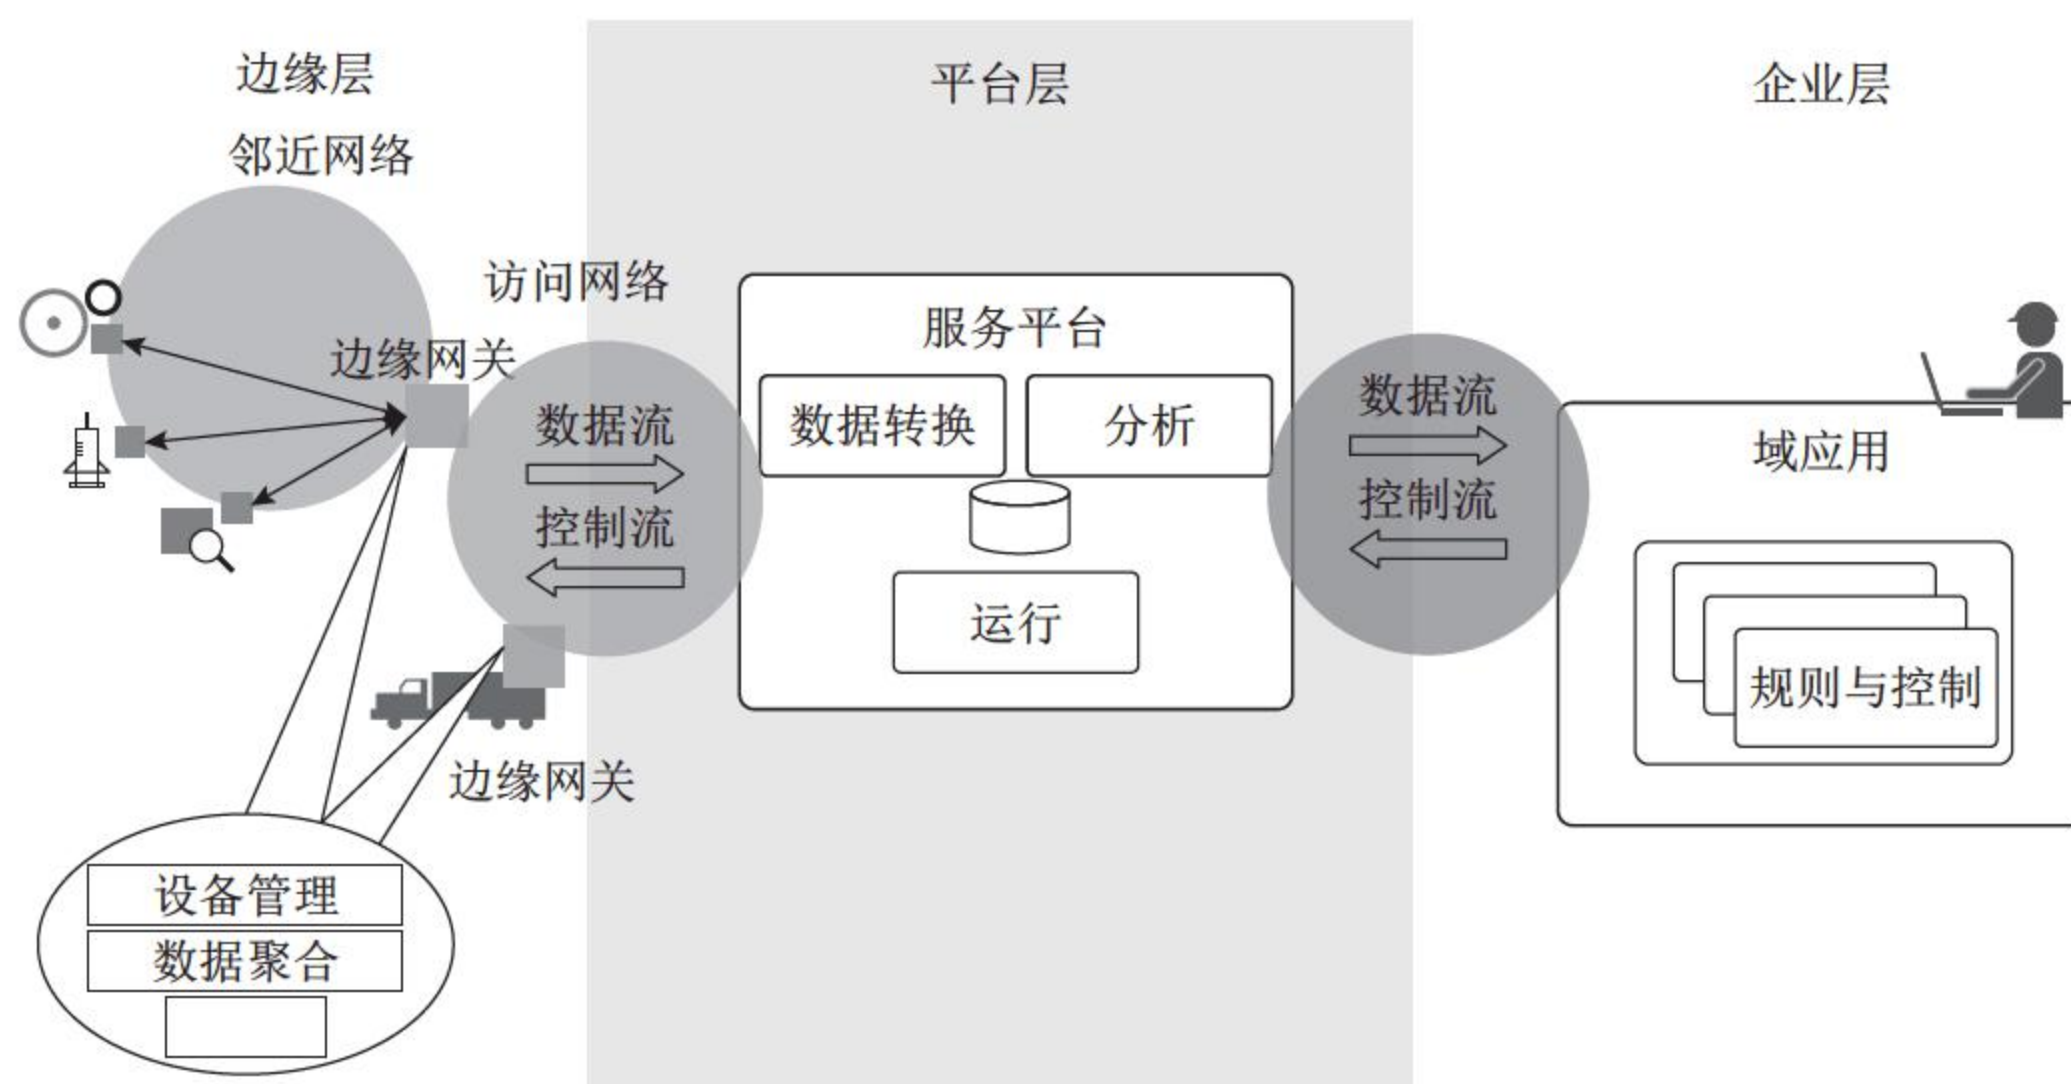 边缘层
平台层
企业层
邻近网络
访问网络
边缘网关
服务平台
数据转换
分析
运行
数据流
控制流
数据流
控制流
域应用
规则与控制
边缘网关
设备管理
数据聚合